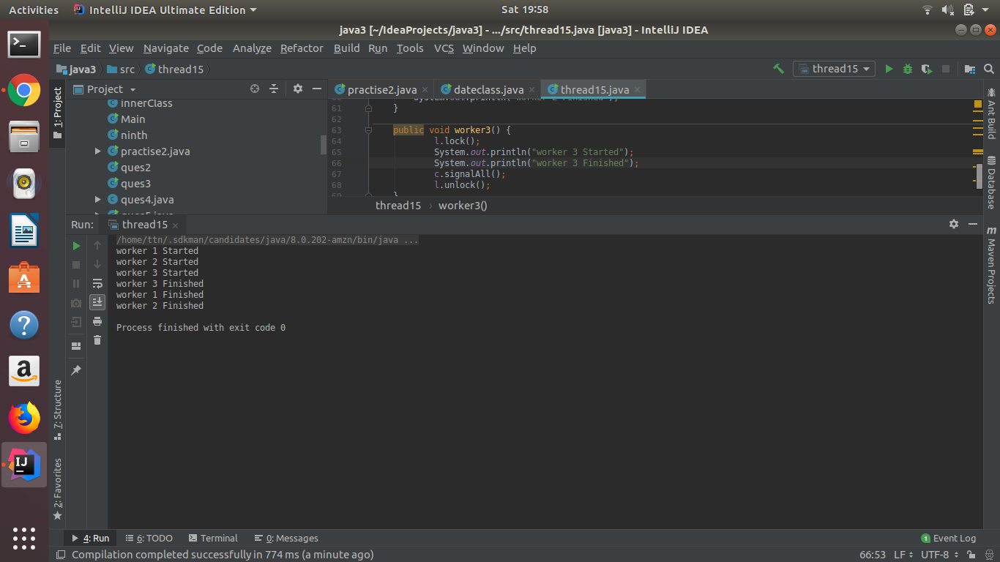 Activities IntelliJ IDEA Ultimate Edition Sat 19:58
java3 [~/IdeaProjects/java3] - .../src/thread15.java [java3] - IntelliJ IDEA
File Edit View Navigate Code Analyze Refactor Build Run Tools VCS Window Help
java3 src thread15 thread15
1: Project
Project
innerClass
Main
ninth
practise2.java
ques2
ques3
ques4.java
practise2.java dateclass.java thread15.java
61 }
62
63 public void worker3() {
64 l.lock();
65 System.out.println("worker 3 Started");
66 System.out.println("worker 3 Finished");
67 c.signalAll();
68 l.unlock();
thread15 worker3()
Ant Build
Database
Maven Projects
Run: thread15
/home/ttn/.sdkman/candidates/java/8.0.202-amzn/bin/java ...
worker 1 Started
worker 2 Started
worker 3 Started
worker 3 Finished
worker 1 Finished
worker 2 Finished
Process finished with exit code 0
7: Structure
2: Favorites
4: Run 6: TODO Terminal 0: Messages 1 Event Log
Compilation completed successfully in 774 ms (a minute ago) 66:53 LF UTF-8